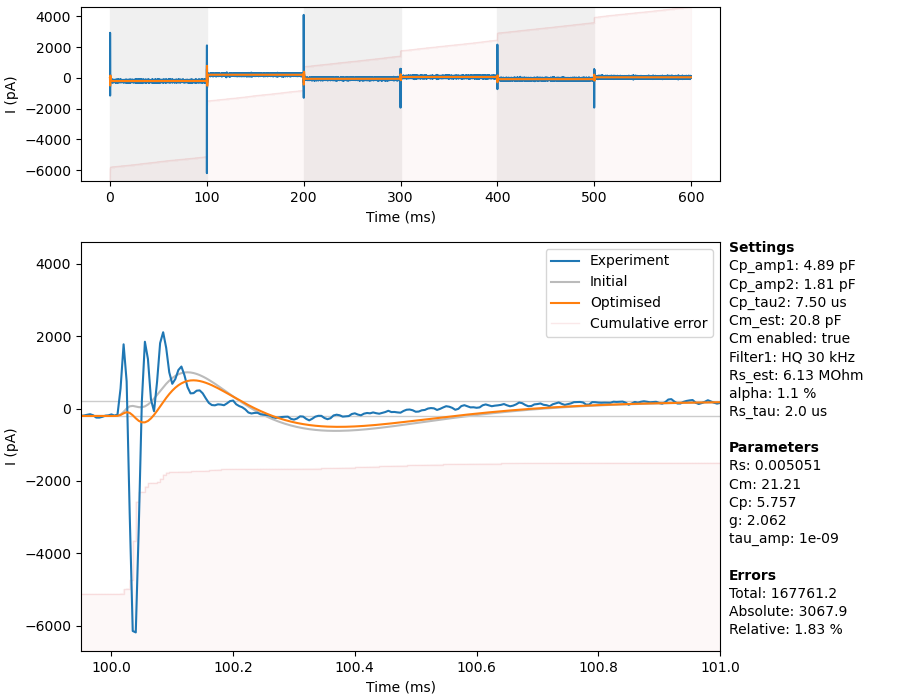 4000
2000
0
−2000
−4000
−6000
I (pA)
0 100 200 300 400 500 600
Time (ms)
4000
2000
0
−2000
−4000
−6000
I (pA)
Experiment
Initial
Optimised
Cumulative error
100.0 100.2 100.4 100.6 100.8 101.0
Time (ms)
Settings
Cp_amp1: 4.89 pF
Cp_amp2: 1.81 pF
Cp_tau2: 7.50 us
Cm_est: 20.8 pF
Cm enabled: true
Filter1: HQ 30 kHz
Rs_est: 6.13 MOhm
alpha: 1.1 %
Rs_tau: 2.0 us
Parameters
Rs: 0.005051
Cm: 21.21
Cp: 5.757
g: 2.062
tau_amp: 1e-09
Errors
Total: 167761.2
Absolute: 3067.9
Relative: 1.83 %